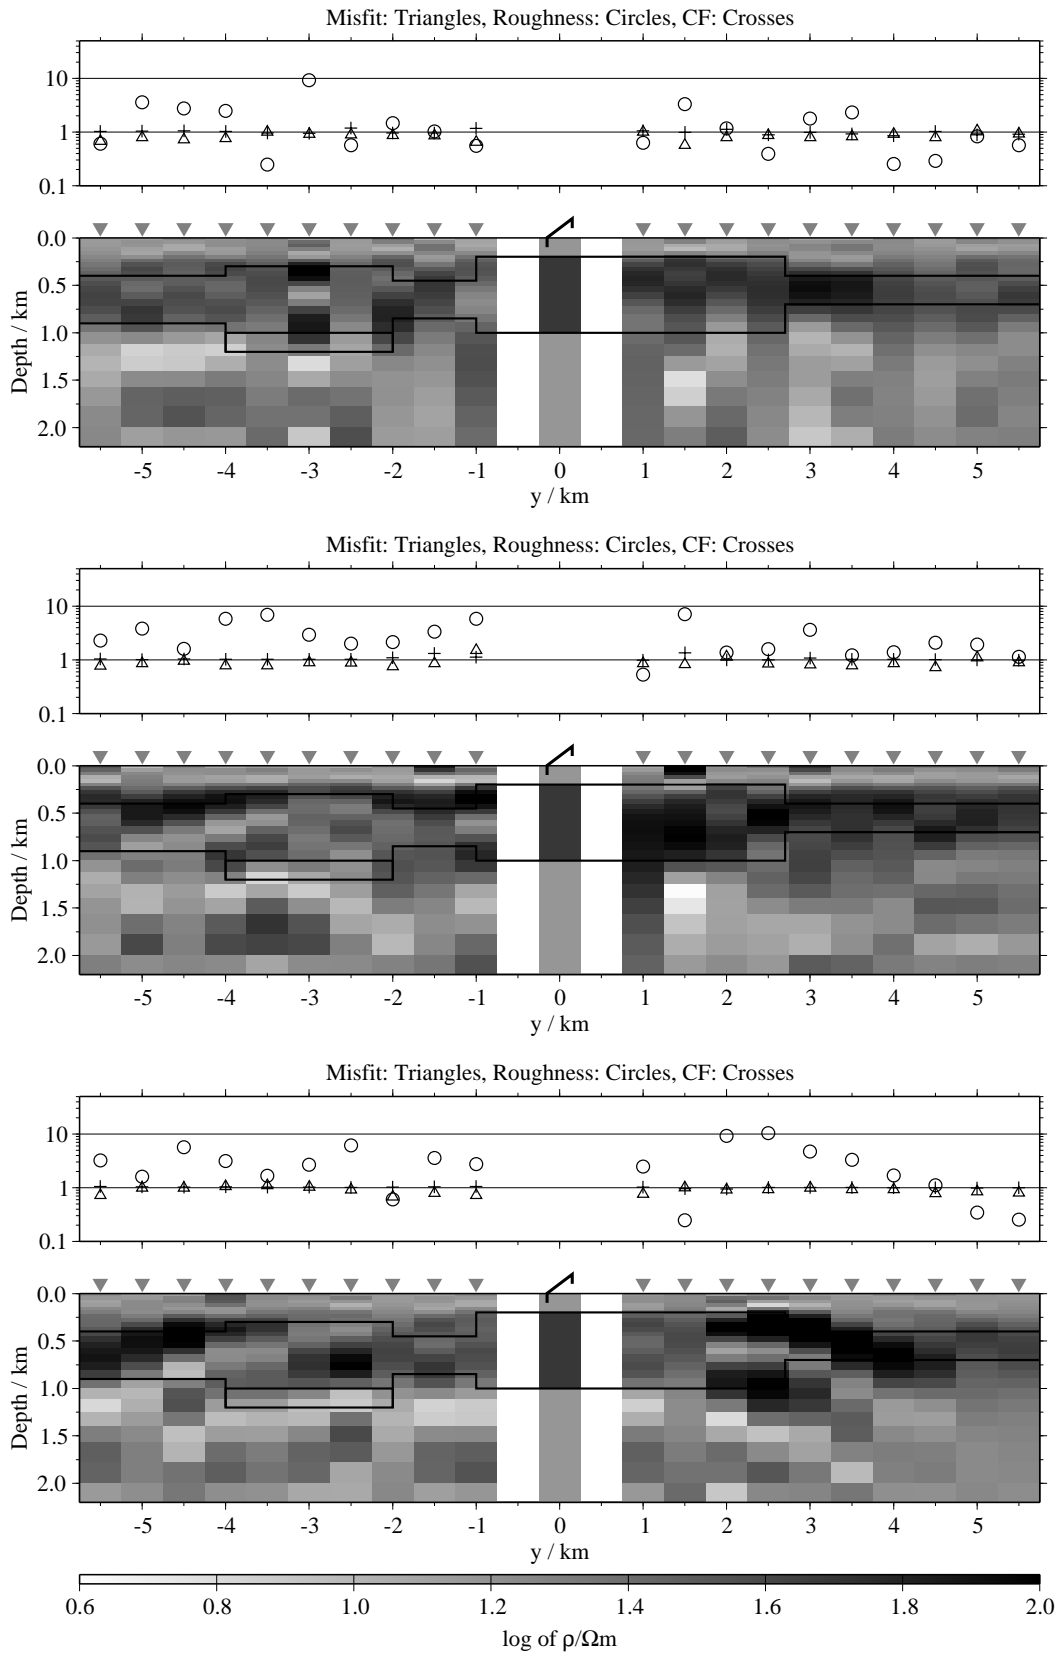 Misfit: Triangles, Roughness: Circles, CF: Crosses
10
1
0.1
0.0
0.5
1.0
1.5
2.0
Depth / km
-5 -4 -3 -2 -1 0 1 2 3 4 5
y / km
Misfit: Triangles, Roughness: Circles, CF: Crosses
10
1
0.1
0.0
0.5
1.0
1.5
2.0
Depth / km
-5 -4 -3 -2 -1 0 1 2 3 4 5
y / km
Misfit: Triangles, Roughness: Circles, CF: Crosses
10
1
0.1
0.0
0.5
1.0
1.5
2.0
Depth / km
-5 -4 -3 -2 -1 0 1 2 3 4 5
y / km
0.6 0.8 1.0 1.2 1.4 1.6 1.8 2.0
log of ρ/Ωm